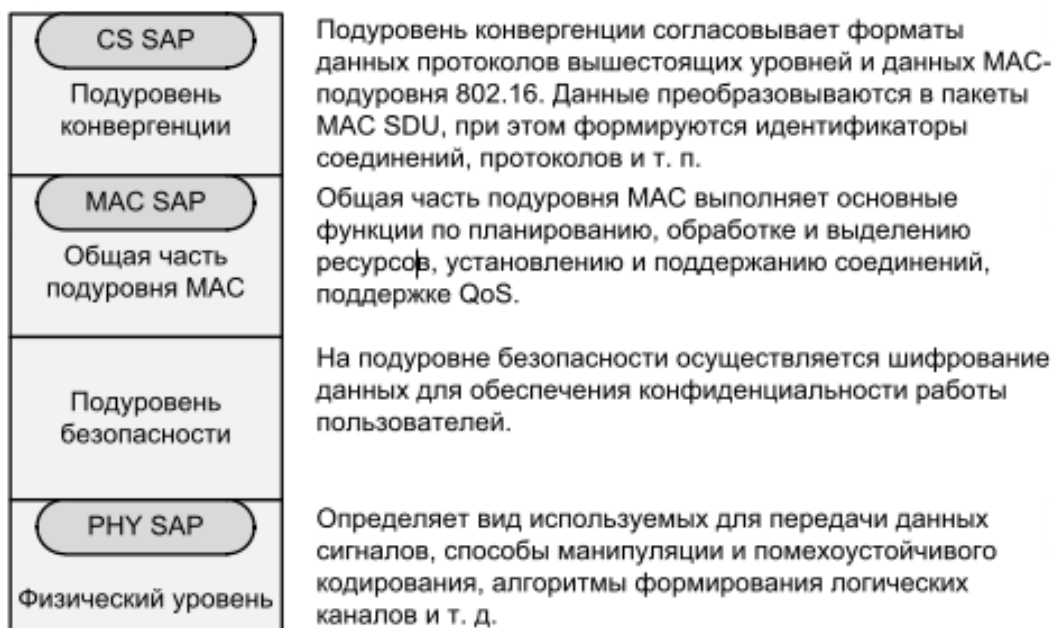 CS SAP
Подуровень
конвергенции
Подуровень конвергенции согласовывает форматы
данных протоколов вышестоящих уровней и данных MAC-
подуровня 802.16. Данные преобразовываются в пакеты
MAC SDU, при этом формируются идентификаторы
соединений, протоколов и т. п.
MAC SAP
Общая часть
подуровня MAC
Общая часть подуровня MAC выполняет основные
функции по планированию, обработке и выделению
ресурсов, установлению и поддержанию соединений,
поддержке QoS.
Подуровень
безопасности
На подуровне безопасности осуществляется шифрование
данных для обеспечения конфиденциальности работы
пользователей.
PHY SAP
Физический уровень
Определяет вид используемых для передачи данных
сигналов, способы манипуляции и помехоустойчивого
кодирования, алгоритмы формирования логических
каналов и т. д.